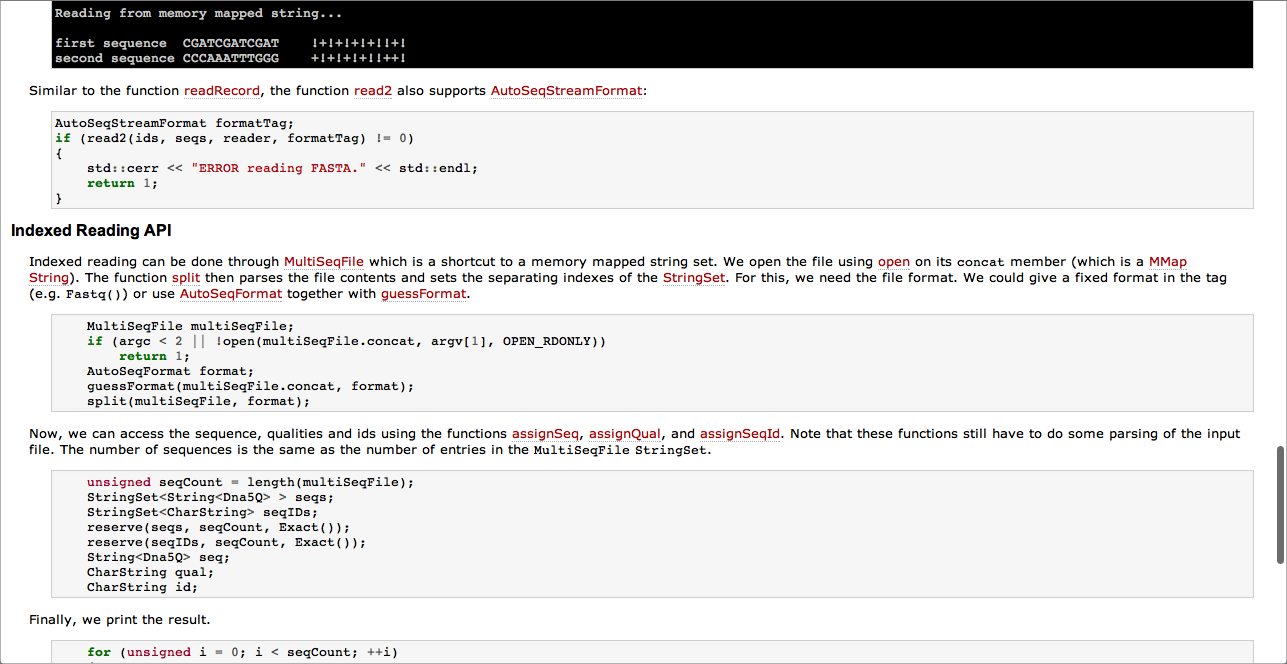 Reading from memory mapped string...
first sequence  CGATCGATCGAT    !+!+!+!+!!+!
second sequence CCCAAATTTGGG    +!+!+!+!!++!
Similar to the function readRecord, the function read2 also supports AutoSeqStreamFormat:
AutoSeqStreamFormat formatTag;
if (read2(ids, seqs, reader, formatTag) != 0)
{
    std::cerr << "ERROR reading FASTA." << std::endl;
    return 1;
}
Indexed Reading API
Indexed reading can be done through MultiSeqFile which is a shortcut to a memory mapped string set. We open the file using open on its concat member (which is a MMap
String). The function split then parses the file contents and sets the separating indexes of the StringSet. For this, we need the file format. We could give a fixed format in the tag
(e.g. Fastq()) or use AutoSeqFormat together with guessFormat.
    MultiSeqFile multiSeqFile;
    if (argc < 2 || !open(multiSeqFile.concat, argv[1], OPEN_RDONLY))
        return 1;
    AutoSeqFormat format;
    guessFormat(multiSeqFile.concat, format);
    split(multiSeqFile, format);
Now, we can access the sequence, qualities and ids using the functions assignSeq, assignQual, and assignSeqId. Note that these functions still have to do some parsing of the input
file. The number of sequences is the same as the number of entries in the MultiSeqFile StringSet.
    unsigned seqCount = length(multiSeqFile);
    StringSet<String<Dna5Q> > seqs;
    StringSet<CharString> seqIDs;
    reserve(seqs, seqCount, Exact());
    reserve(seqIDs, seqCount, Exact());
    String<Dna5Q> seq;
    CharString qual;
    CharString id;
Finally, we print the result.
    for (unsigned i = 0; i < seqCount; ++i)